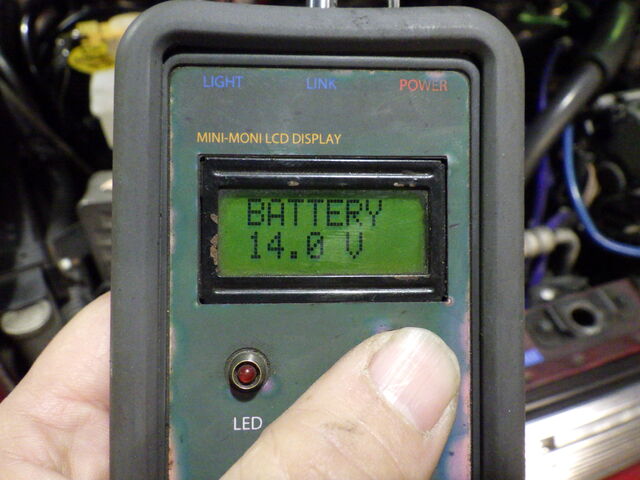 LIGHT LINK POWER
MINI-MONI LCD DISPLAY
BATTERY
14.0 V
LED